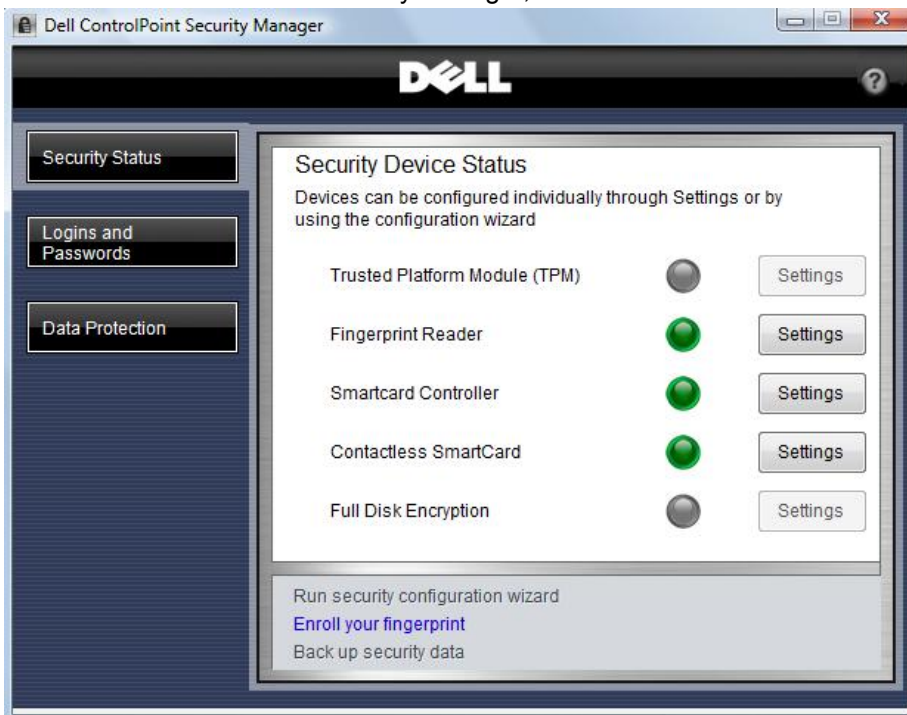 Dell ControlPoint Security Manager
DELL
?
Security Status
Logins and
Passwords
Data Protection
Security Device Status
Devices can be configured individually through Settings or by
using the configuration wizard
Trusted Platform Module (TPM) Settings
Fingerprint Reader Settings
Smartcard Controller Settings
Contactless SmartCard Settings
Full Disk Encryption Settings
Run security configuration wizard
Enroll your fingerprint
Back up security data